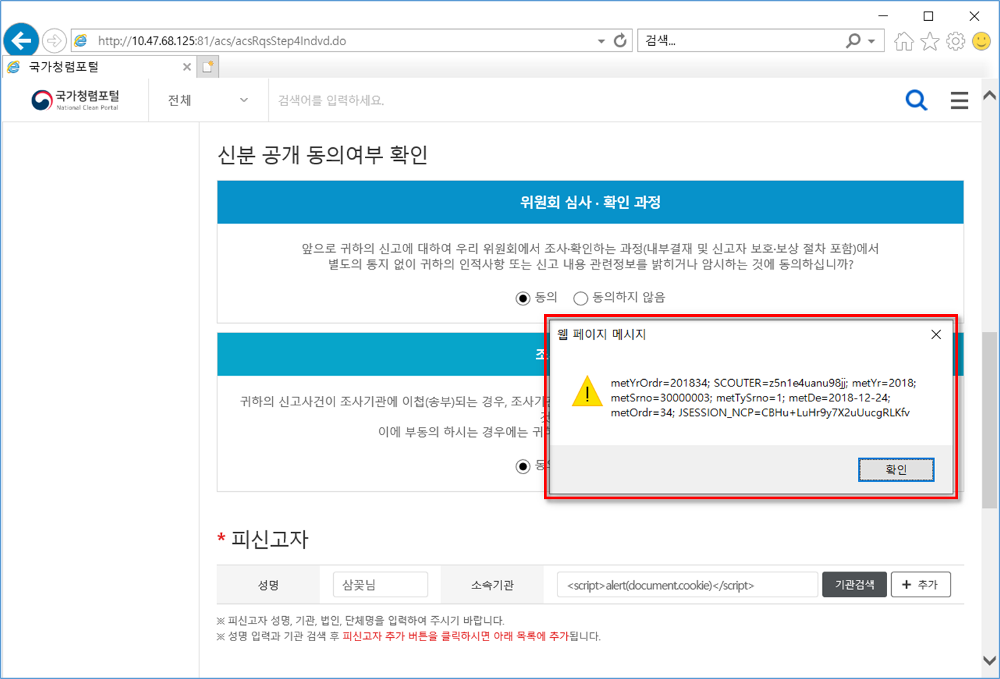 http://10.47.68.125:81/acs/acsRqsStep4Indvd.do
검색...
국가청렴포털
국가청렴포털
National Clean Portal
전체
검색어를 입력하세요.
신분 공개 동의여부 확인
위원회 심사 · 확인 과정
앞으로 귀하의 신고에 대하여 우리 위원회에서 조사·확인하는 과정(내부결재 및 신고자 보호·보상 절차 포함)에서
별도의 통지 없이 귀하의 인적사항 또는 신고 내용 관련정보를 밝히거나 암시하는 것에 동의하십니까?
동의
동의하지 않음
귀하의 신고사건이 조사기관에 이첩(송부)되는 경우,
이에 부동의 하시는 경우에는
웹 페이지 메시지
metYrOrdr=201834; SCOUTER=z5n1e4uanu98jj; metYr=2018;
metSrno=30000003; metTySrno=1; metDe=2018-12-24;
metOrdr=34; JSESSION_NCP=CBHu+LuHr9y7X2uUucgRLKfv
확인
* 피신고자
성명
삼꽃님
소속기관
<script>alert(document.cookie)</script>
기관검색
+ 추가
※ 피신고자 성명, 기관, 법인, 단체명을 입력하여 주시기 바랍니다.
※ 성명 입력과 기관 검색 후 피신고자 추가 버튼을 클릭하시면 아래 목록에 추가됩니다.